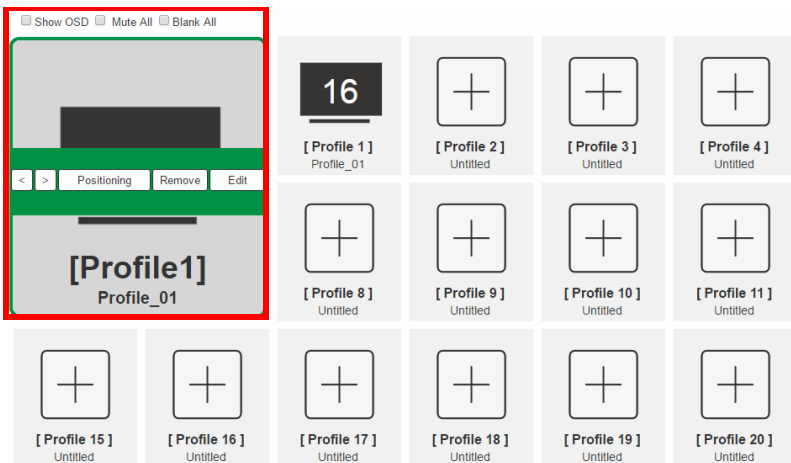 Show OSD Mute All Blank All
< > Positioning Remove Edit
[Profile1]
Profile_01
16
[ Profile 1 ]
Profile_01
[ Profile 2 ]
Untitled
[ Profile 3 ]
Untitled
[ Profile 4 ]
Untitled
[ Profile 8 ]
Untitled
[ Profile 9 ]
Untitled
[ Profile 10 ]
Untitled
[ Profile 11 ]
Untitled
[ Profile 15 ]
Untitled
[ Profile 16 ]
Untitled
[ Profile 17 ]
Untitled
[ Profile 18 ]
Untitled
[ Profile 19 ]
Untitled
[ Profile 20 ]
Untitled